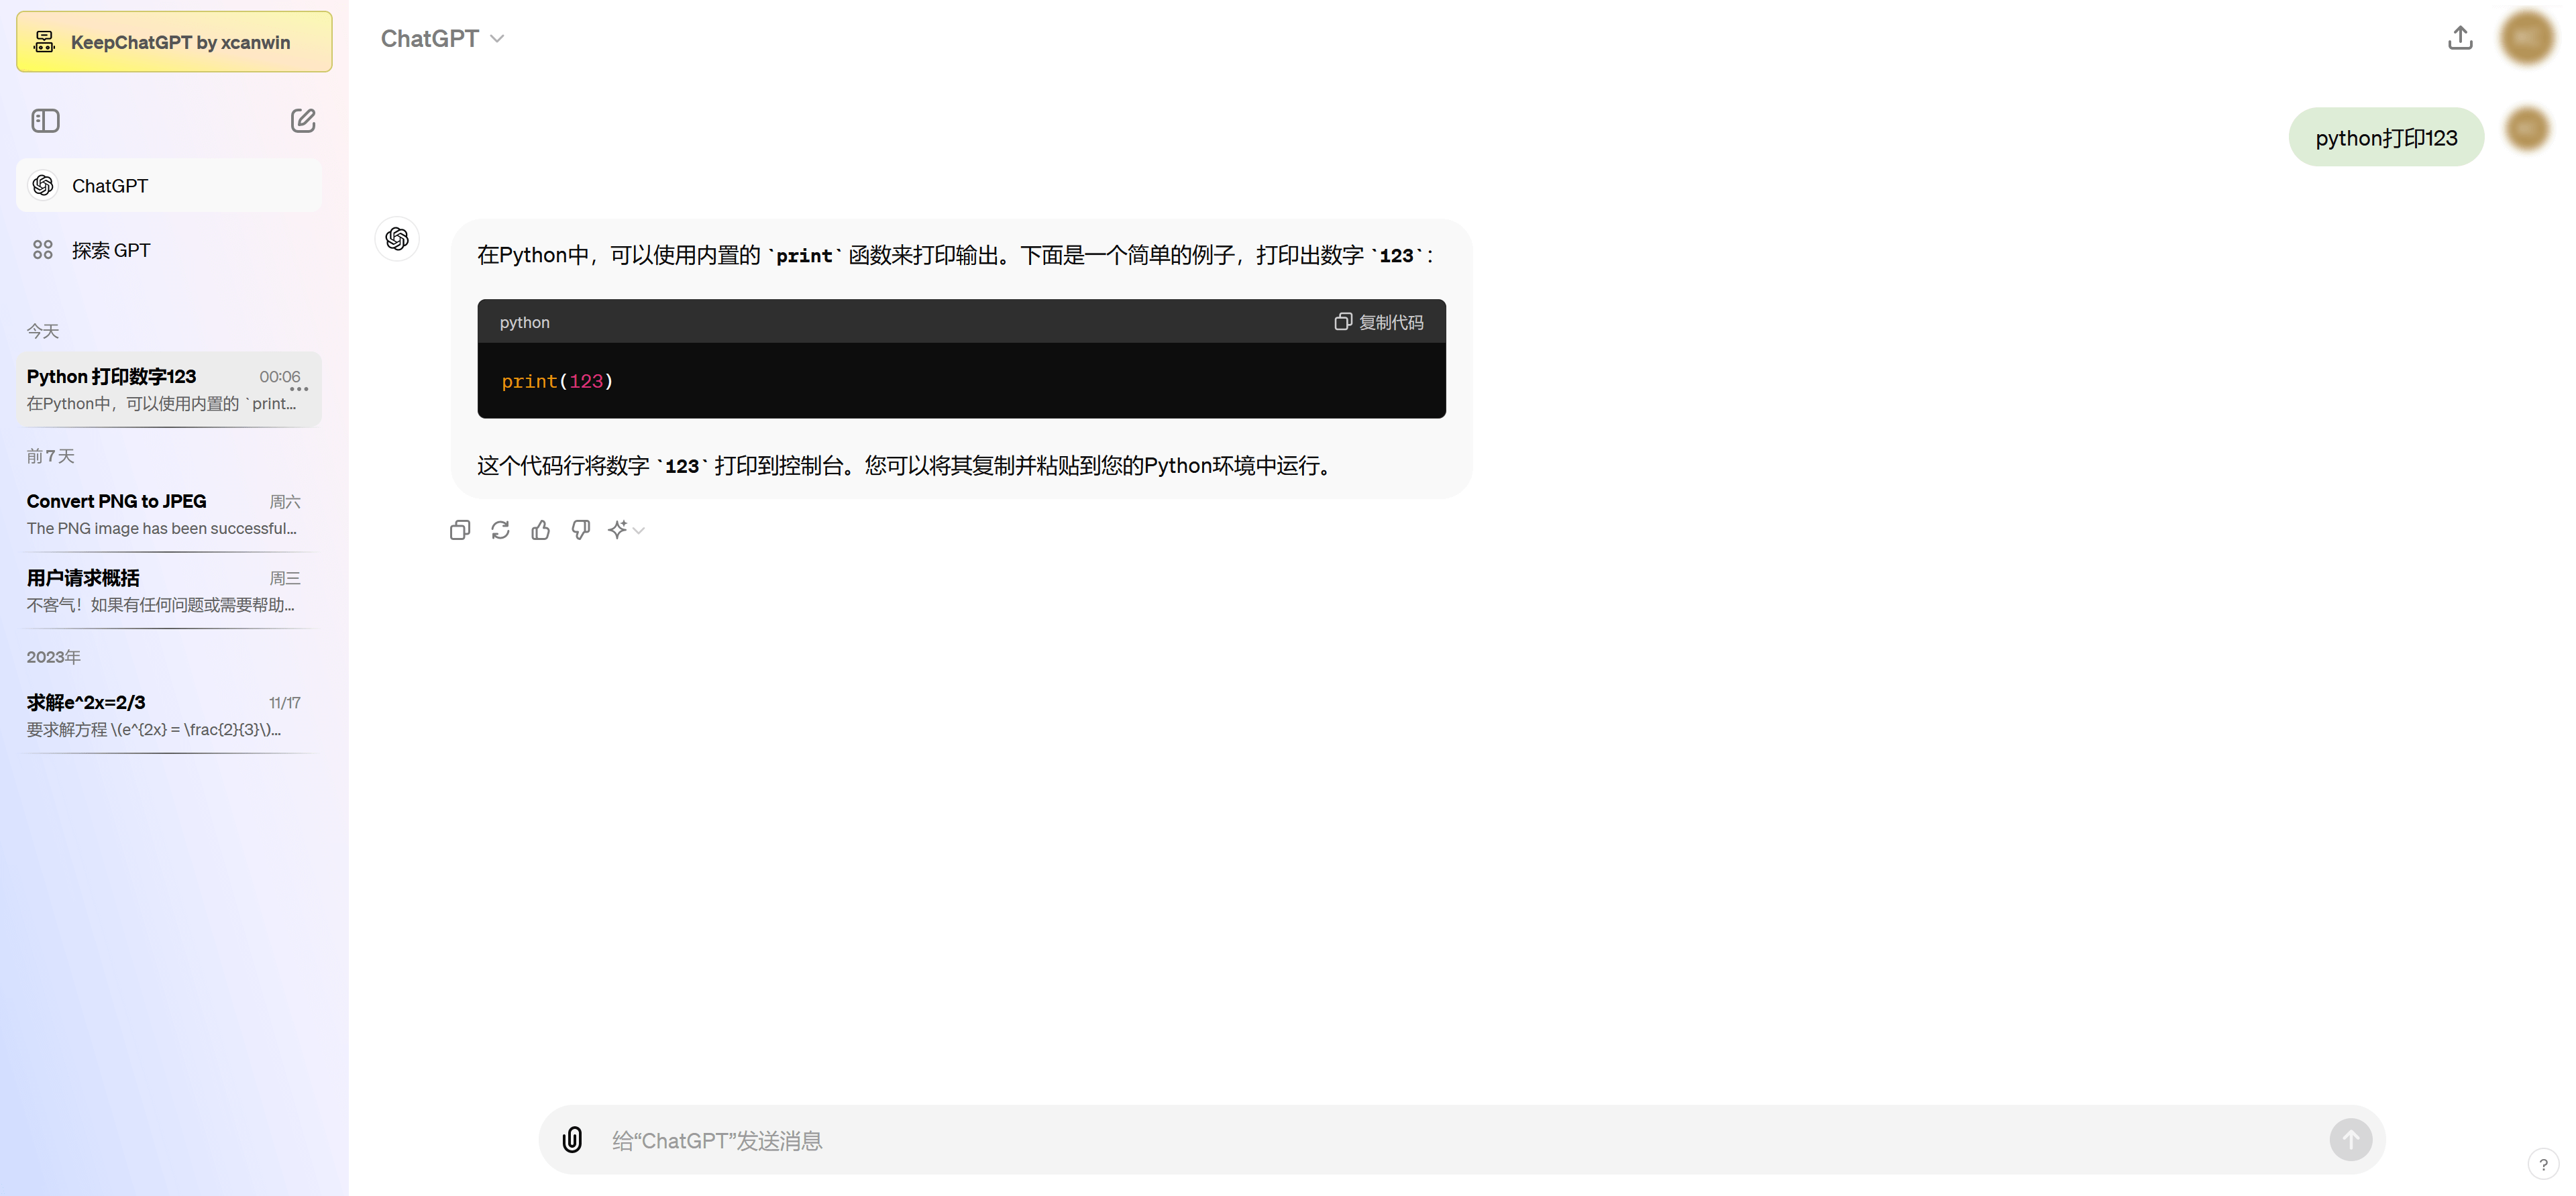 KeepChatGPT by xcanwin
ChatGPT
探索 GPT
今天
Python 打印数字123 00:06
在Python中，可以使用内置的 `print...
前 7 天
Convert PNG to JPEG 周六
The PNG image has been successful...
用户请求概括 周三
不客气！如果有任何问题或需要帮助...
2023年
求解e^2x=2/3 11/17
要求解方程 \(e^{2x} = \frac{2}{3}\)...
ChatGPT
python打印123
在Python中，可以使用内置的 `print` 函数来打印输出。下面是一个简单的例子，打印出数字 `123`：
python 复制代码
print(123)
这个代码行将数字 `123` 打印到控制台。您可以将其复制并粘贴到您的Python环境中运行。
给“ChatGPT”发送消息
?